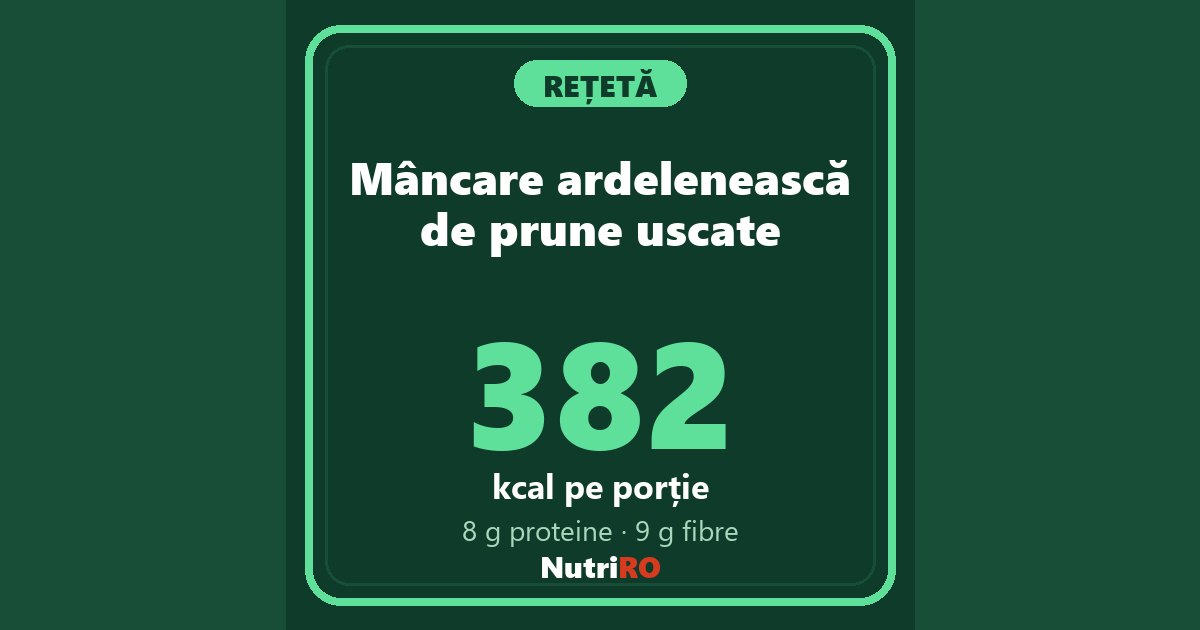 REȚETĂ
Mâncare ardelenească
de prune uscate
382
kcal pe porție
8 g proteine · 9 g fibre
NutriRO